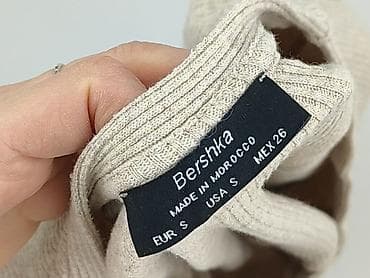 Bershka
MADE IN MOROCCO
EUR S USA S MEX 26